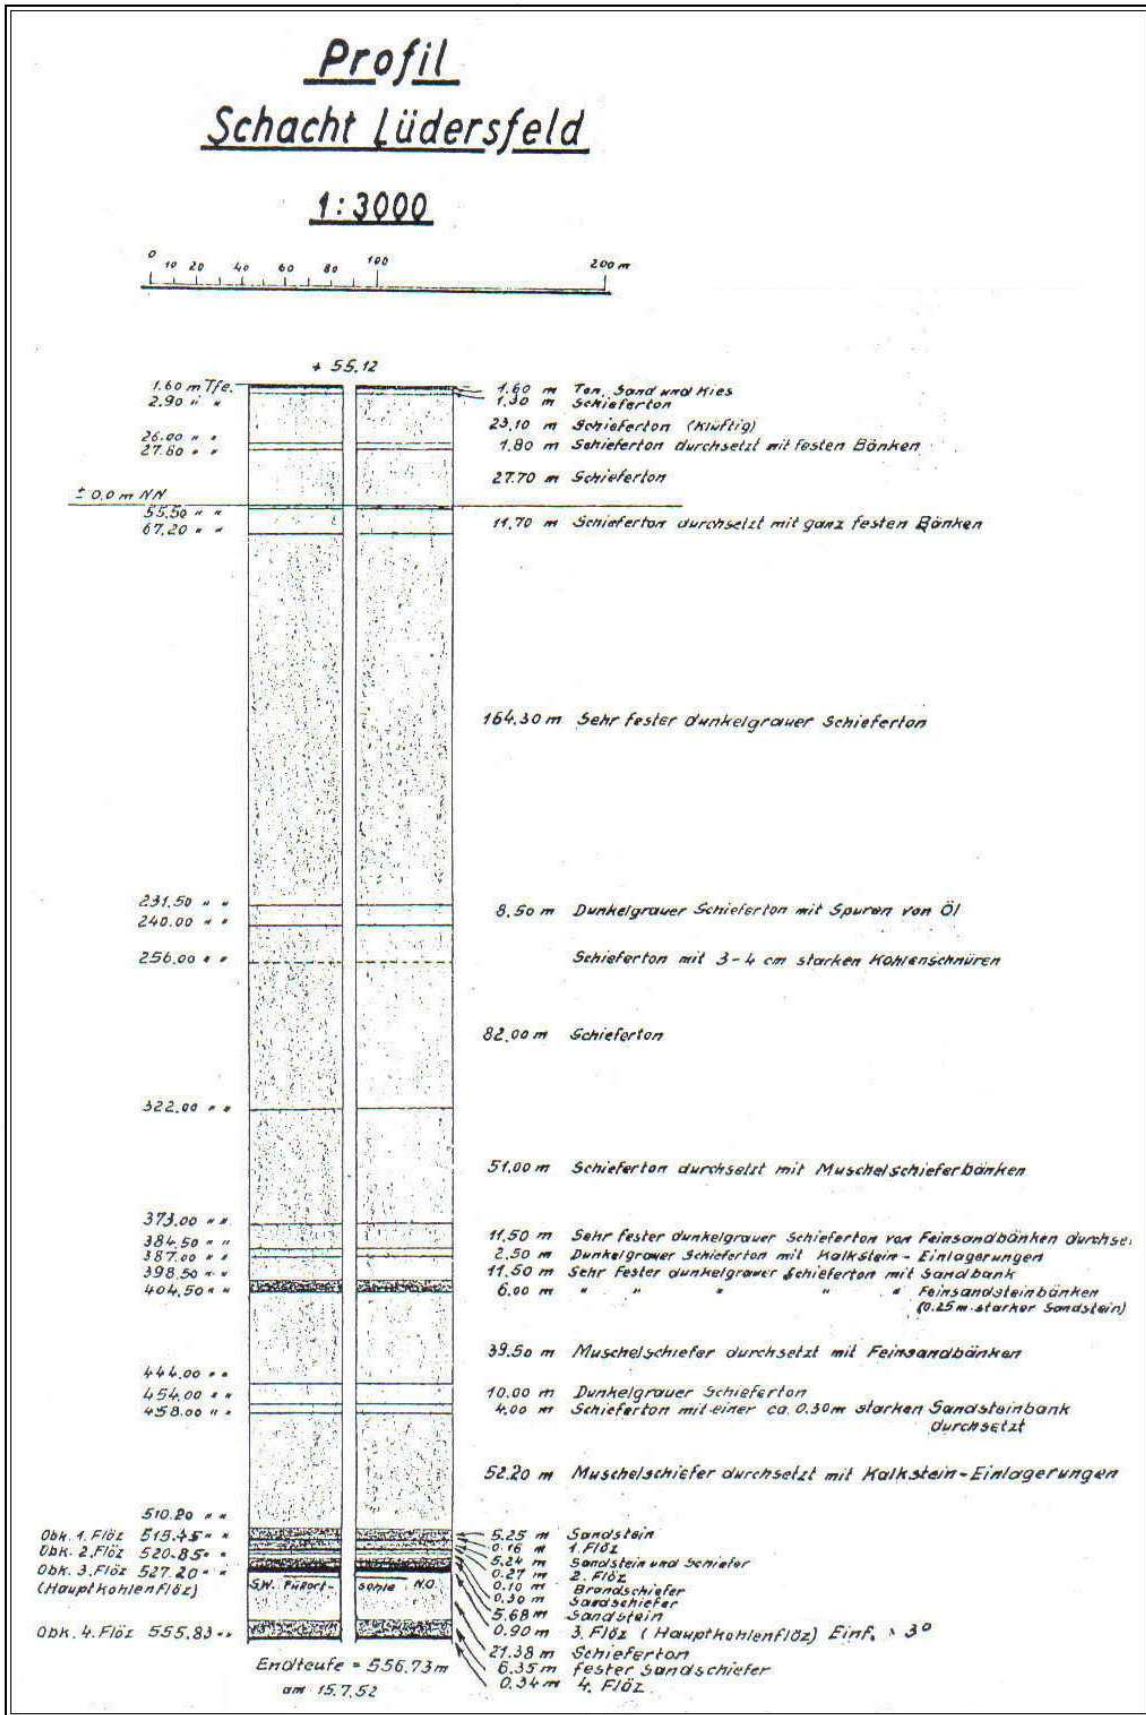 Profil
Schacht Lüdersfeld
1:3000
0 10 20 40 60 80 100 200 m
+ 55.12
1.60 m Tfe. 1.60 m Ton, Sand und Kies
2.90 " " 1.30 m Schieferton
23.10 m Schieferton (klüftig)
26.00 " " 1.80 m Schieferton durchsetzt mit festen Bänken
27.80 " "
27.70 m Schieferton
± 0.0 m NN
55.50 " "
67.20 " " 11.70 m Schieferton durchsetzt mit ganz festen Bänken
164.30 m Sehr fester dunkelgrauer Schieferton
231.50 " " 8.50 m Dunkelgrauer Schieferton mit Spuren von Öl
240.00 " "
256.00 " " Schieferton mit 3-4 cm starken Kohlenschnüren
82.00 m Schieferton
322.00 " "
51.00 m Schieferton durchsetzt mit Muschelschieferbänken
373.00 " "
384.50 " " 11.50 m Sehr fester dunkelgrauer Schieferton von Feinsandbänken durchse
387.00 " " 2.50 m Dunkelgrauer Schieferton mit Kalkstein-Einlagerungen
398.50 " " 11.50 m Sehr fester dunkelgrauer Schieferton mit Sandbank
404.50 " " 6.00 m " " " " " Feinsandsteinbänken
(0.25 m starker Sandstein)
39.50 m Muschelschiefer durchsetzt mit Feinsandbänken
444.00 " "
454.00 " " 10.00 m Dunkelgrauer Schieferton
458.00 " " 4.00 m Schieferton mit einer ca. 0.30 m starken Sandsteinbank
durchsetzt
52.20 m Muschelschiefer durchsetzt mit Kalkstein-Einlagerungen
510.20 " "
Obk. 1. Flöz 515.45 " " 5.25 m Sandstein
0.16 m 1. Flöz
Obk. 2. Flöz 520.85 " " 5.24 m Sandstein und Schiefer
0.27 m 2. Flöz
Obk. 3. Flöz 527.20 " " 0.10 m Brandschiefer
(Hauptkohlenflöz) S.W. Füllort-sohle N.O. 0.30 m Sandschiefer
5.68 m Sandstein
Obk. 4. Flöz 555.83 " " 0.90 m 3. Flöz (Hauptkohlenflöz) Einf. 3°
21.38 m Schieferton
Endteufe = 556.73 m 6.35 m fester Sandschiefer
am 15.7.52 0.34 m 4. Flöz